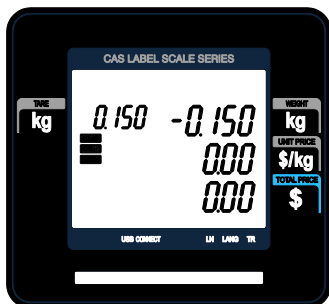 CAS LABEL SCALE SERIES
TARE
kg
0.150
-0.150
WEIGHT
kg
0.00
UNIT PRICE
$/kg
0.00
TOTAL PRICE
$
USB CONNECT LN LANG TR